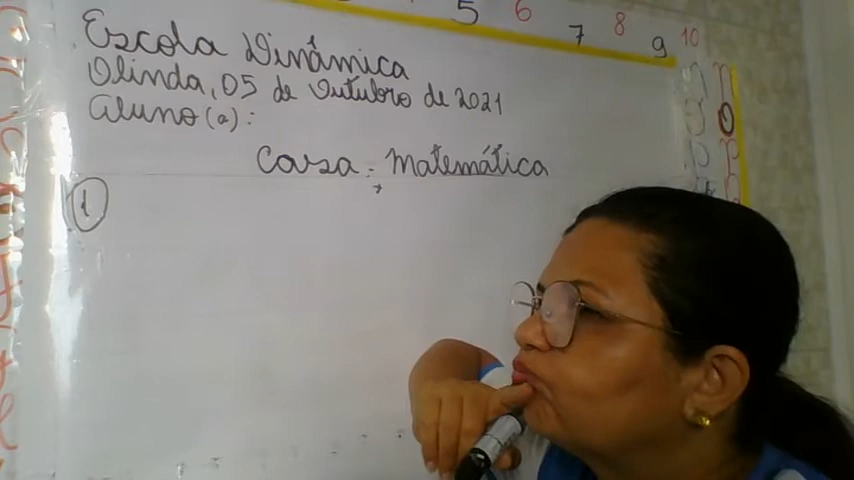 5 6 7 8 9 10
Escola Dinâmica
Olinda, 05 de Outubro de 2021
Aluno(a):
Casa: Matemática
1